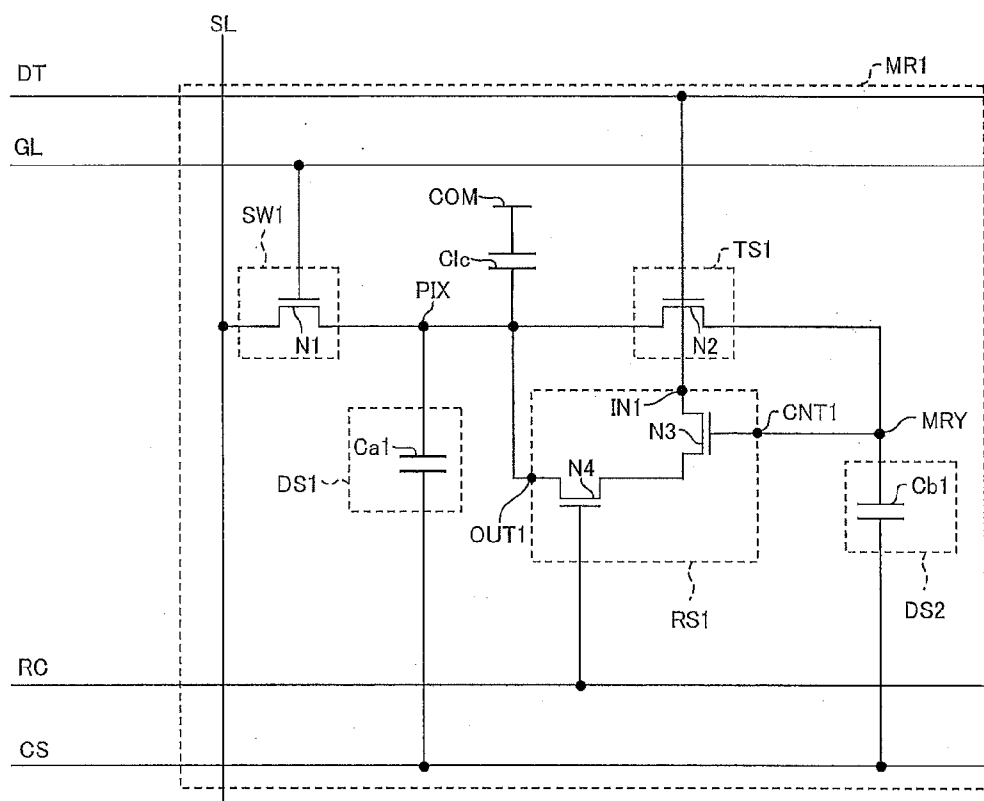 SL
DT
MR1
GL
COM
SW1
Clc
TS1
PIX
N1
N2
IN1
CNT1
MRY
N3
Ca1
N4
Cb1
DS1
OUT1
RS1
DS2
RC
CS